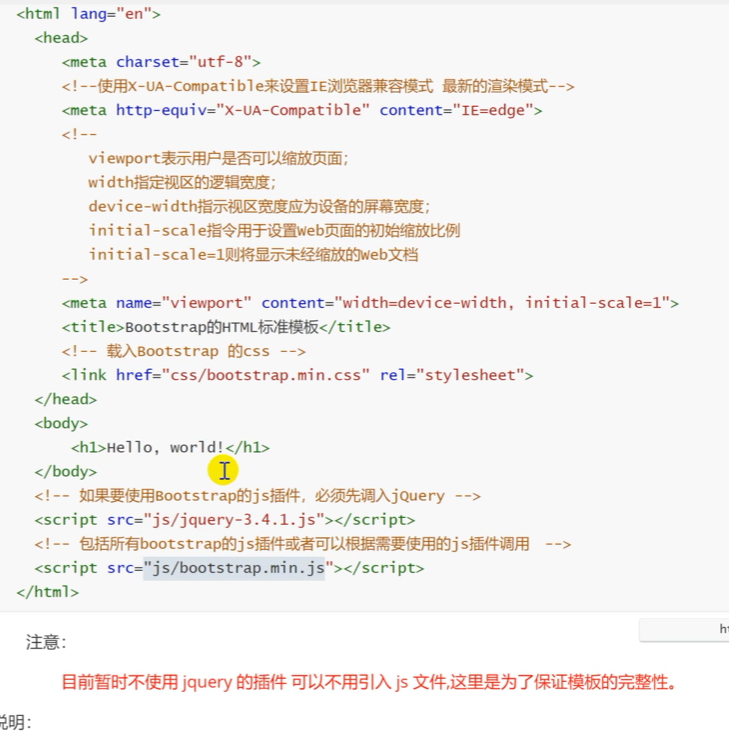 <html lang="en">
<head>
<meta charset="utf-8">
<!--使用X-UA-Compatible来设置IE浏览器兼容模式 最新的渲染模式-->
<meta http-equiv="X-UA-Compatible" content="IE=edge">
<!--
viewport表示用户是否可以缩放页面;
width指定视区的逻辑宽度;
device-width指示视区宽度应为设备的屏幕宽度;
initial-scale指令用于设置Web页面的初始缩放比例
initial-scale=1则将显示未经缩放的Web文档
-->
<meta name="viewport" content="width=device-width, initial-scale=1">
<title>Bootstrap的HTML标准模板</title>
<!-- 载入Bootstrap 的css -->
<link href="css/bootstrap.min.css" rel="stylesheet">
</head>
<body>
<h1>Hello, world!</h1>
</body>
<!-- 如果要使用Bootstrap的js插件，必须先调入jQuery -->
<script src="js/jquery-3.4.1.js"></script>
<!-- 包括所有bootstrap的js插件或者可以根据需要使用的js插件调用 -->
<script src="js/bootstrap.min.js"></script>
</html>
注意:
目前暂时不使用 jquery 的插件 可以不用引入 js 文件,这里是为了保证模板的完整性。
说明: